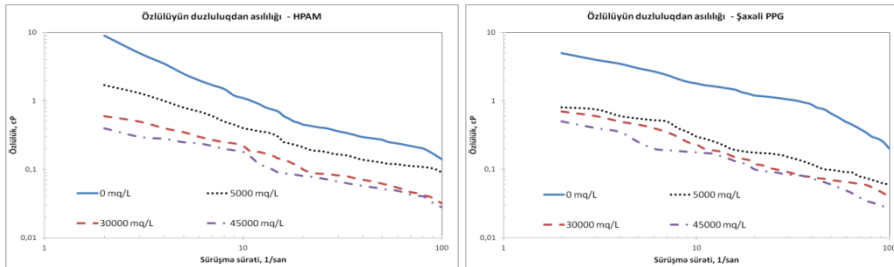 Özlülüyün duzluluqdan asılılığı - HPAM
10
1
0,1
0,01
Özlülük, cP
0 mq/L
5000 mq/L
30000 mq/L
45000 mq/L
1
10
100
Sürüşmə sürəti, 1/san
Özlülüyün duzluluqdan asılılığı - Şaxəli PPG
10
1
0,1
0,01
Özlülük, cP
0 mq/L
5000 mq/L
30000 mq/L
45000 mq/L
1
10
100
Sürüşmə sürəti, 1/san